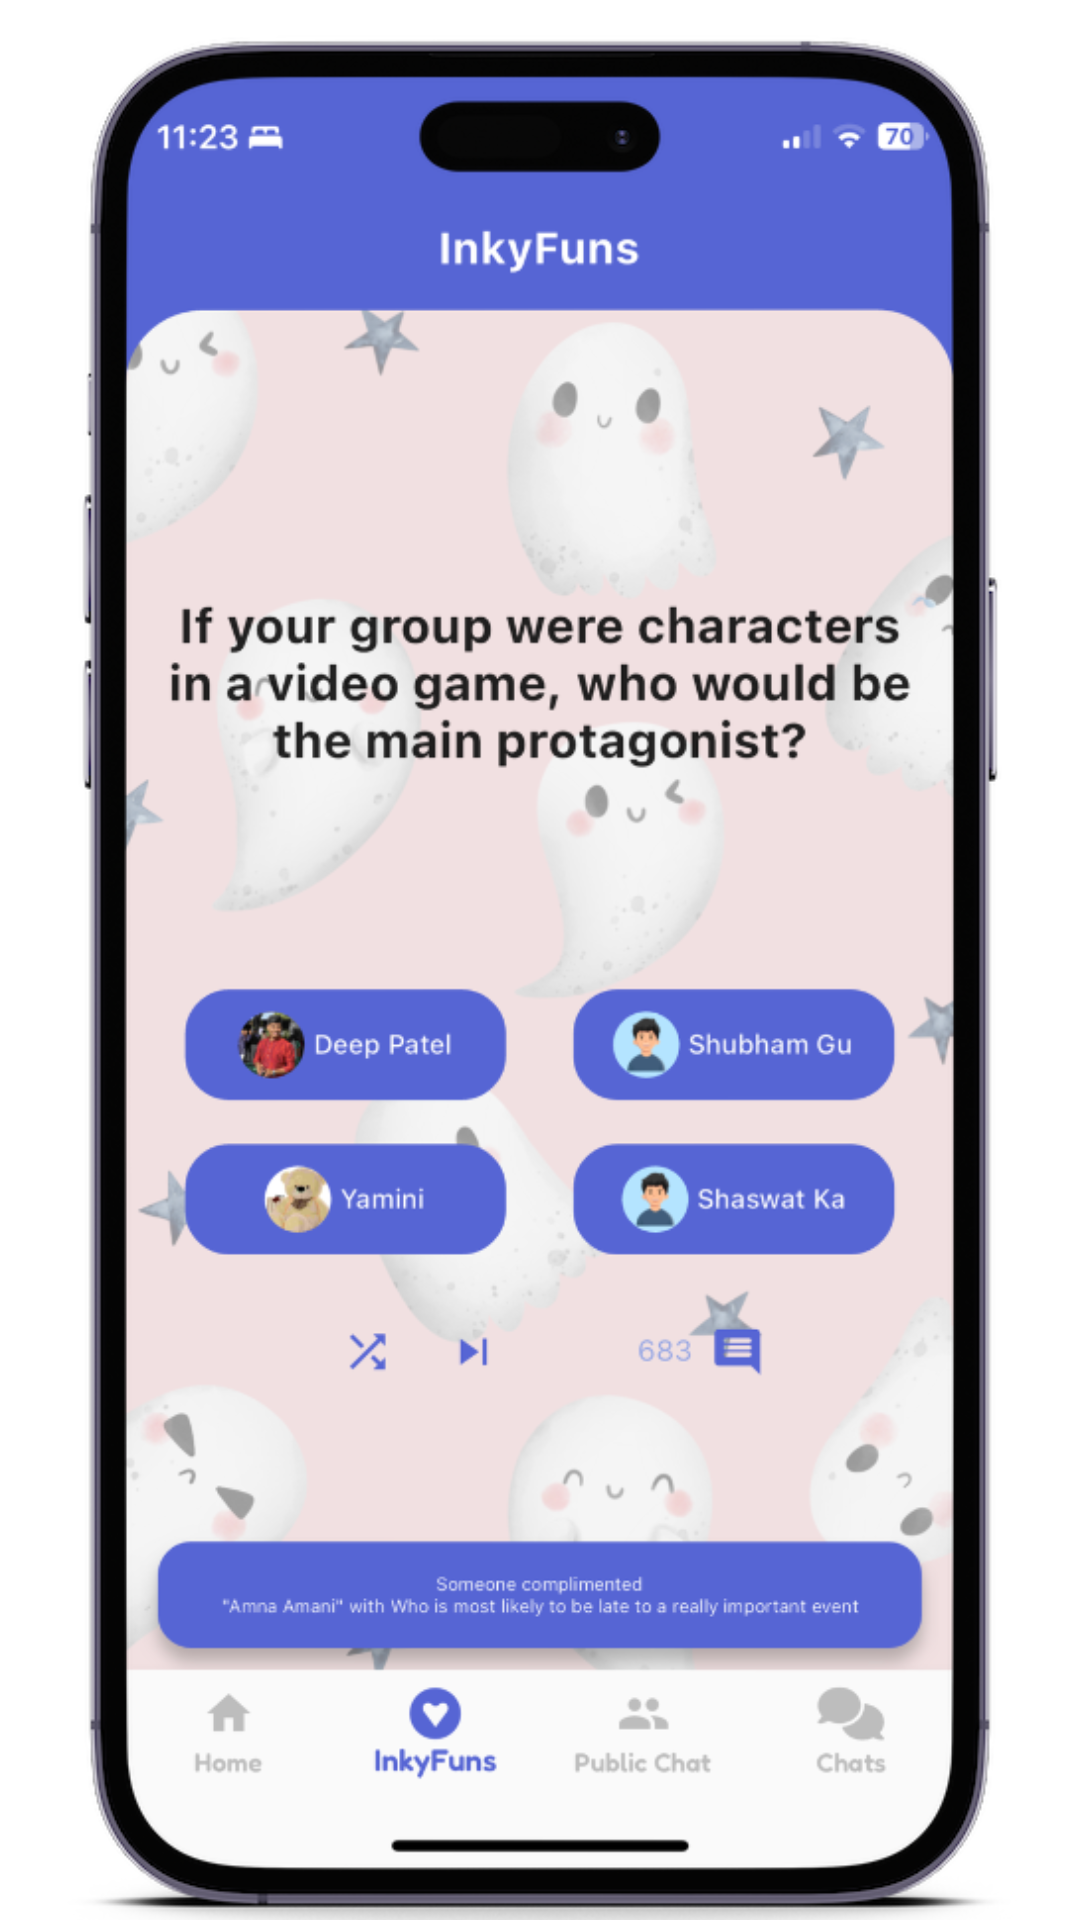 11:23
70
InkyFuns
If your group were characters
in a video game, who would be
the main protagonist?
Deep Patel
Shubham Gu
Yamini
Shaswat Ka
683
Someone complimented
"Amna Amani" with Who is most likely to be late to a really important event
Home
InkyFuns
Public Chat
Chats